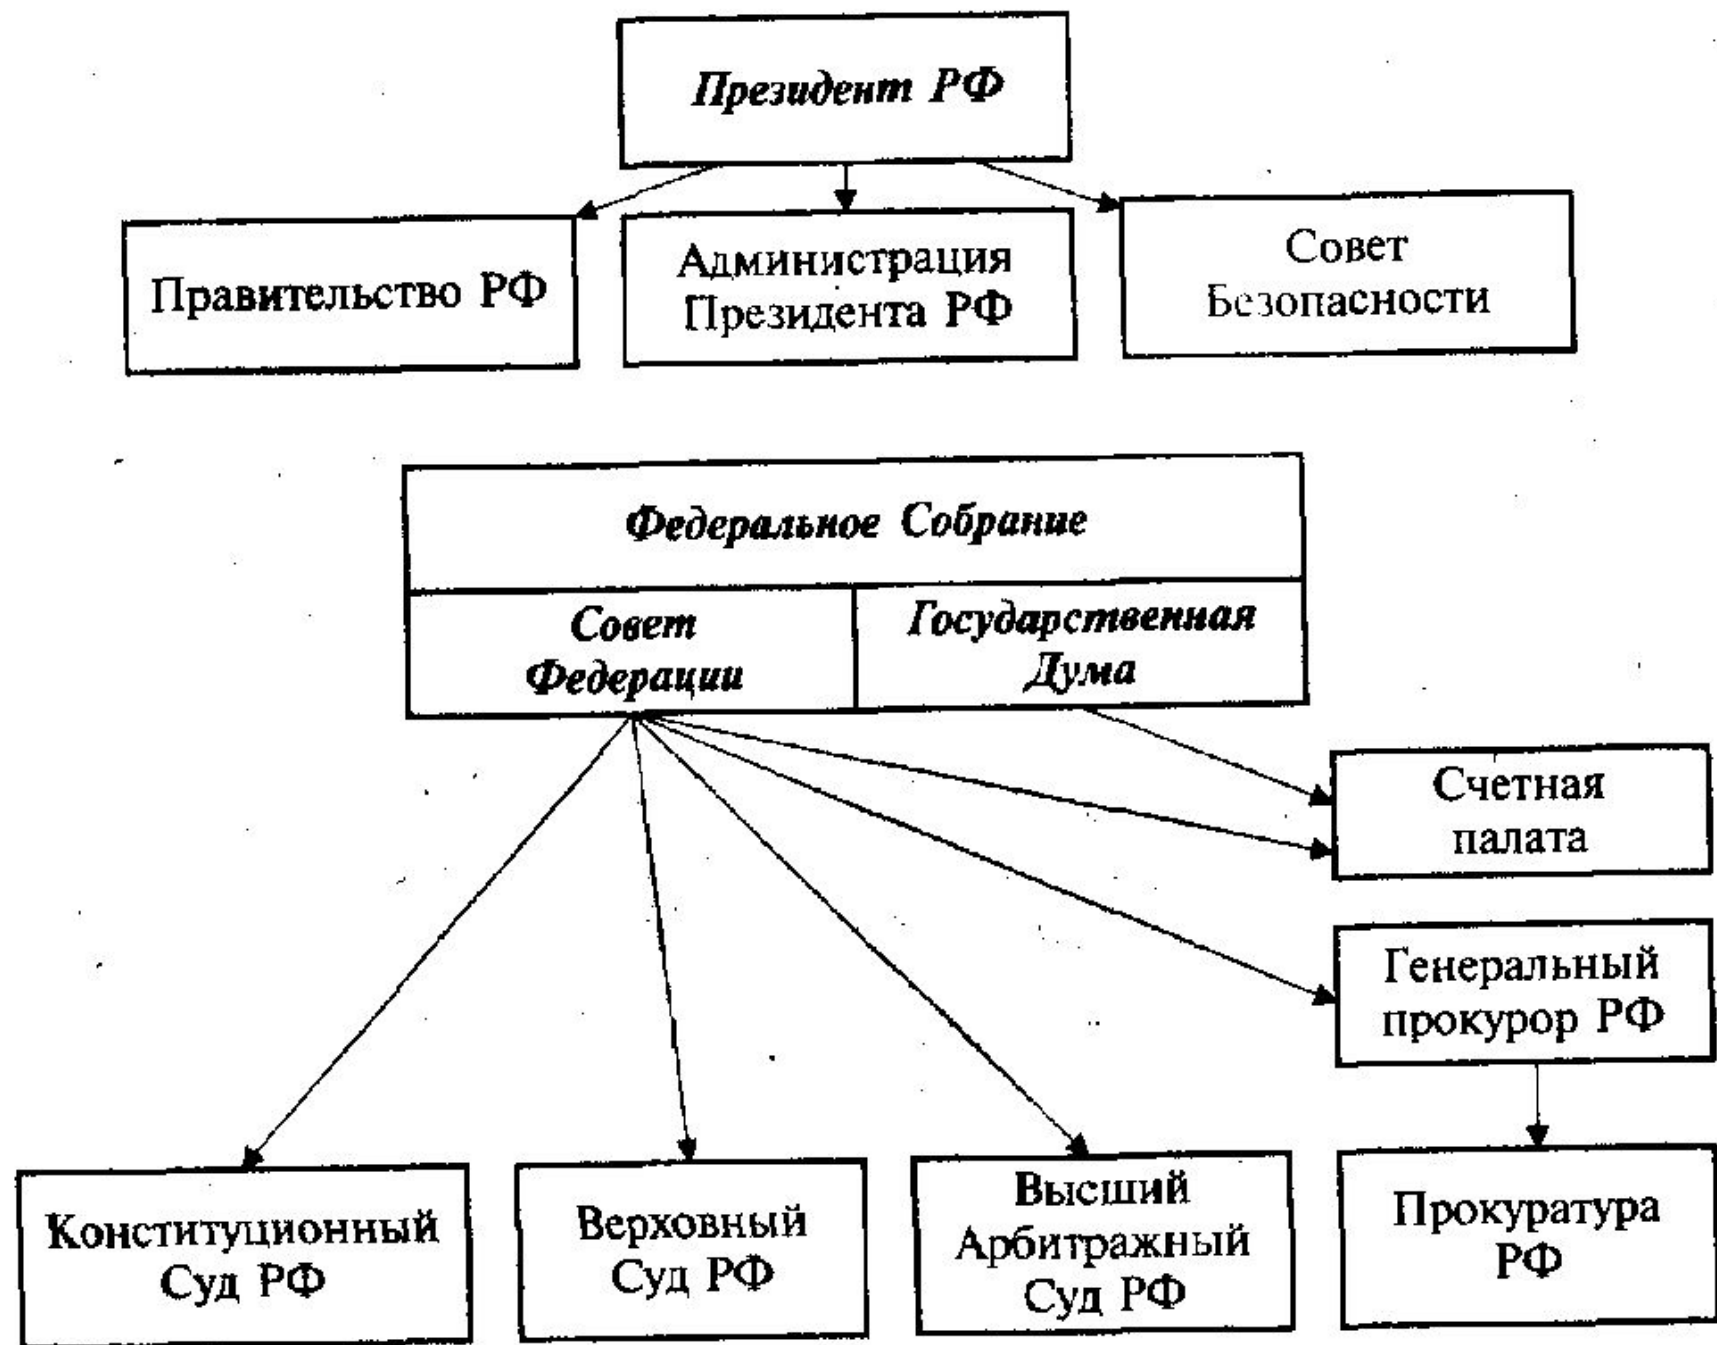 Президент РФ
Правительство РФ
Администрация
Президента РФ
Совет
Безопасности
Федеральное Собрание
Совет
Федерации
Государственная
Дума
Счетная
палата
Генеральный
прокурор РФ
Конституционный
Суд РФ
Верховный
Суд РФ
Высший
Арбитражный
Суд РФ
Прокуратура
РФ